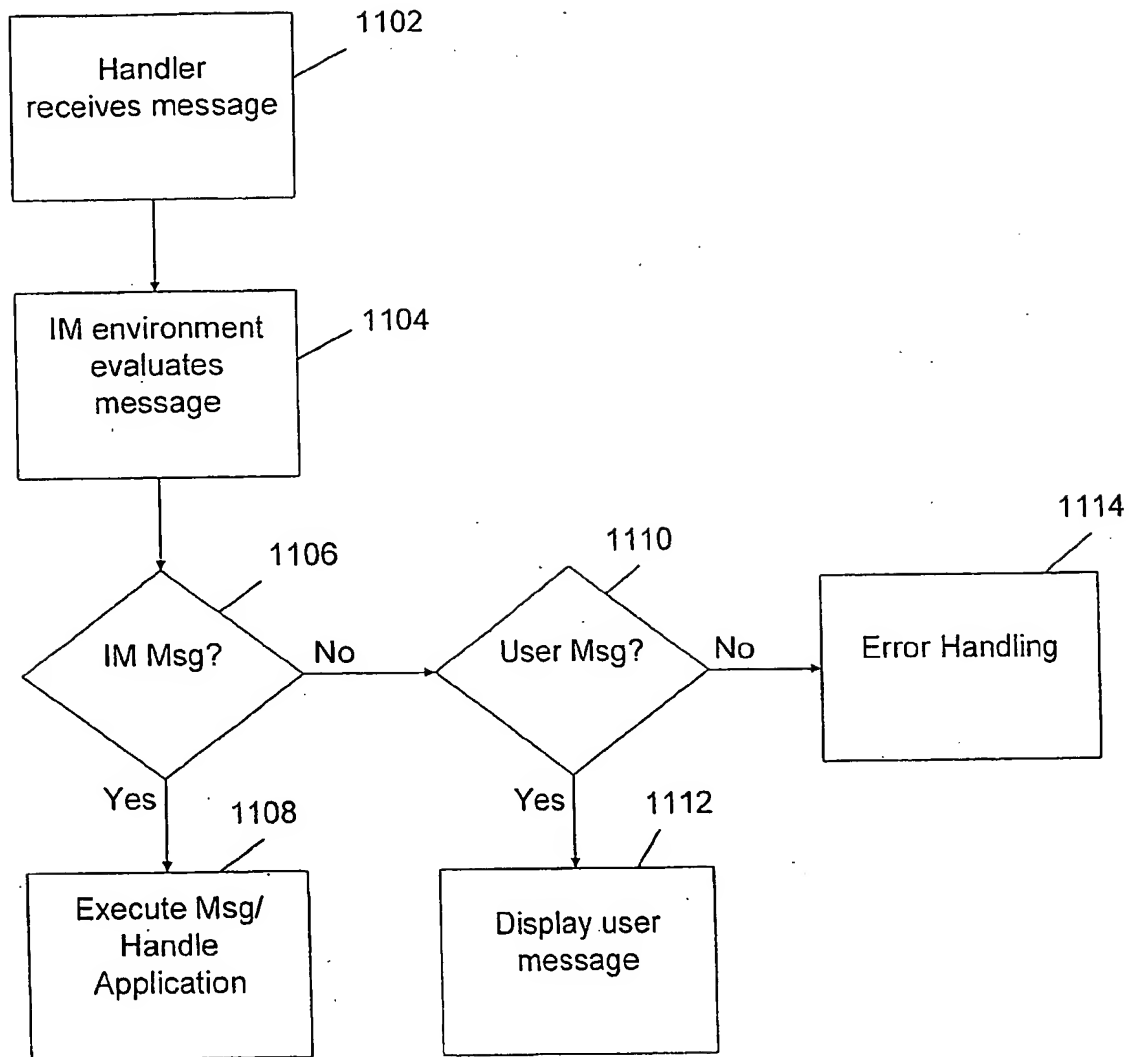 1102
Handler
receives message
1104
IM environment
evaluates
message
1106
IM Msg?
No
1110
User Msg?
No
1114
Error Handling
Yes
1108
Execute Msg/
Handle
Application
Yes
1112
Display user
message